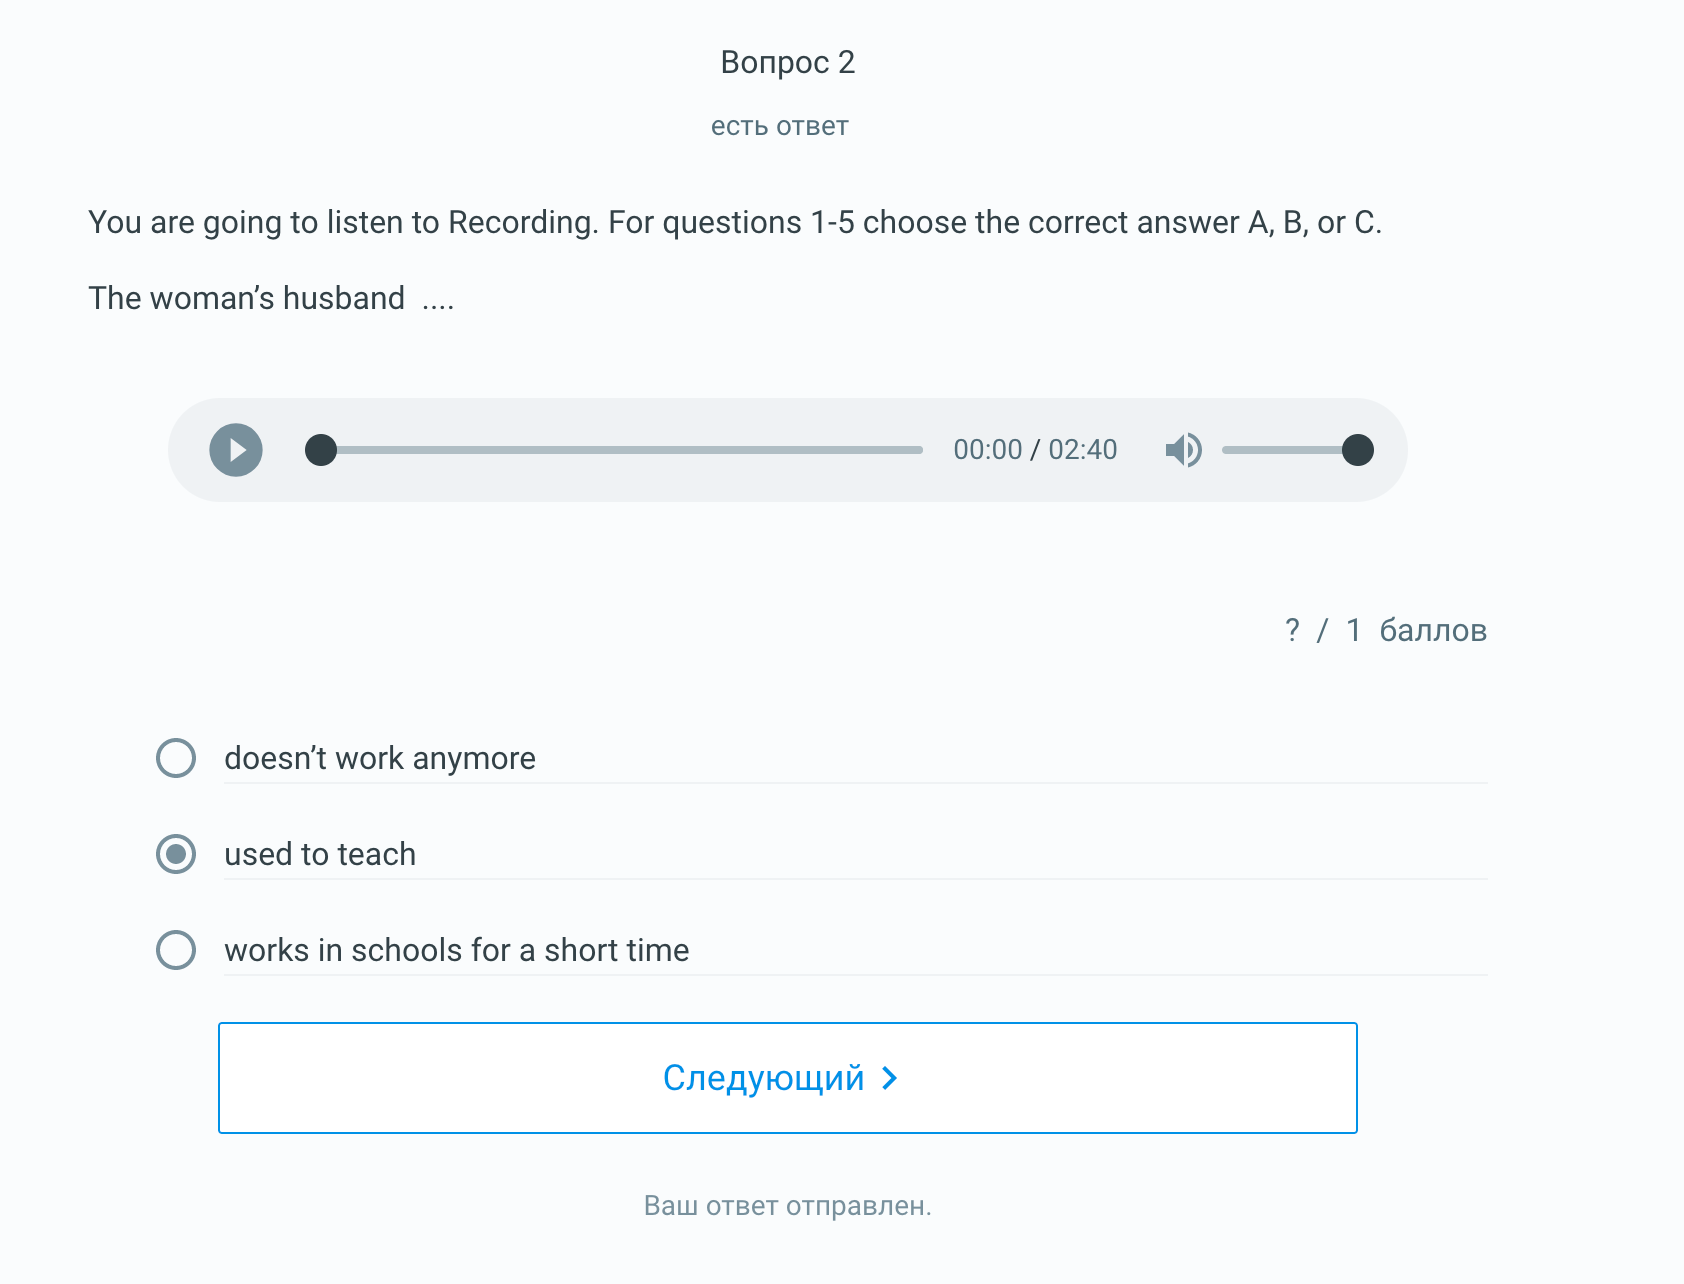 Вопрос 2
есть ответ
You are going to listen to Recording. For questions 1-5 choose the correct answer A, B, or C.
The woman’s husband ....
00:00 / 02:40
? / 1 баллов
doesn’t work anymore
used to teach
works in schools for a short time
Следующий
Ваш ответ отправлен.